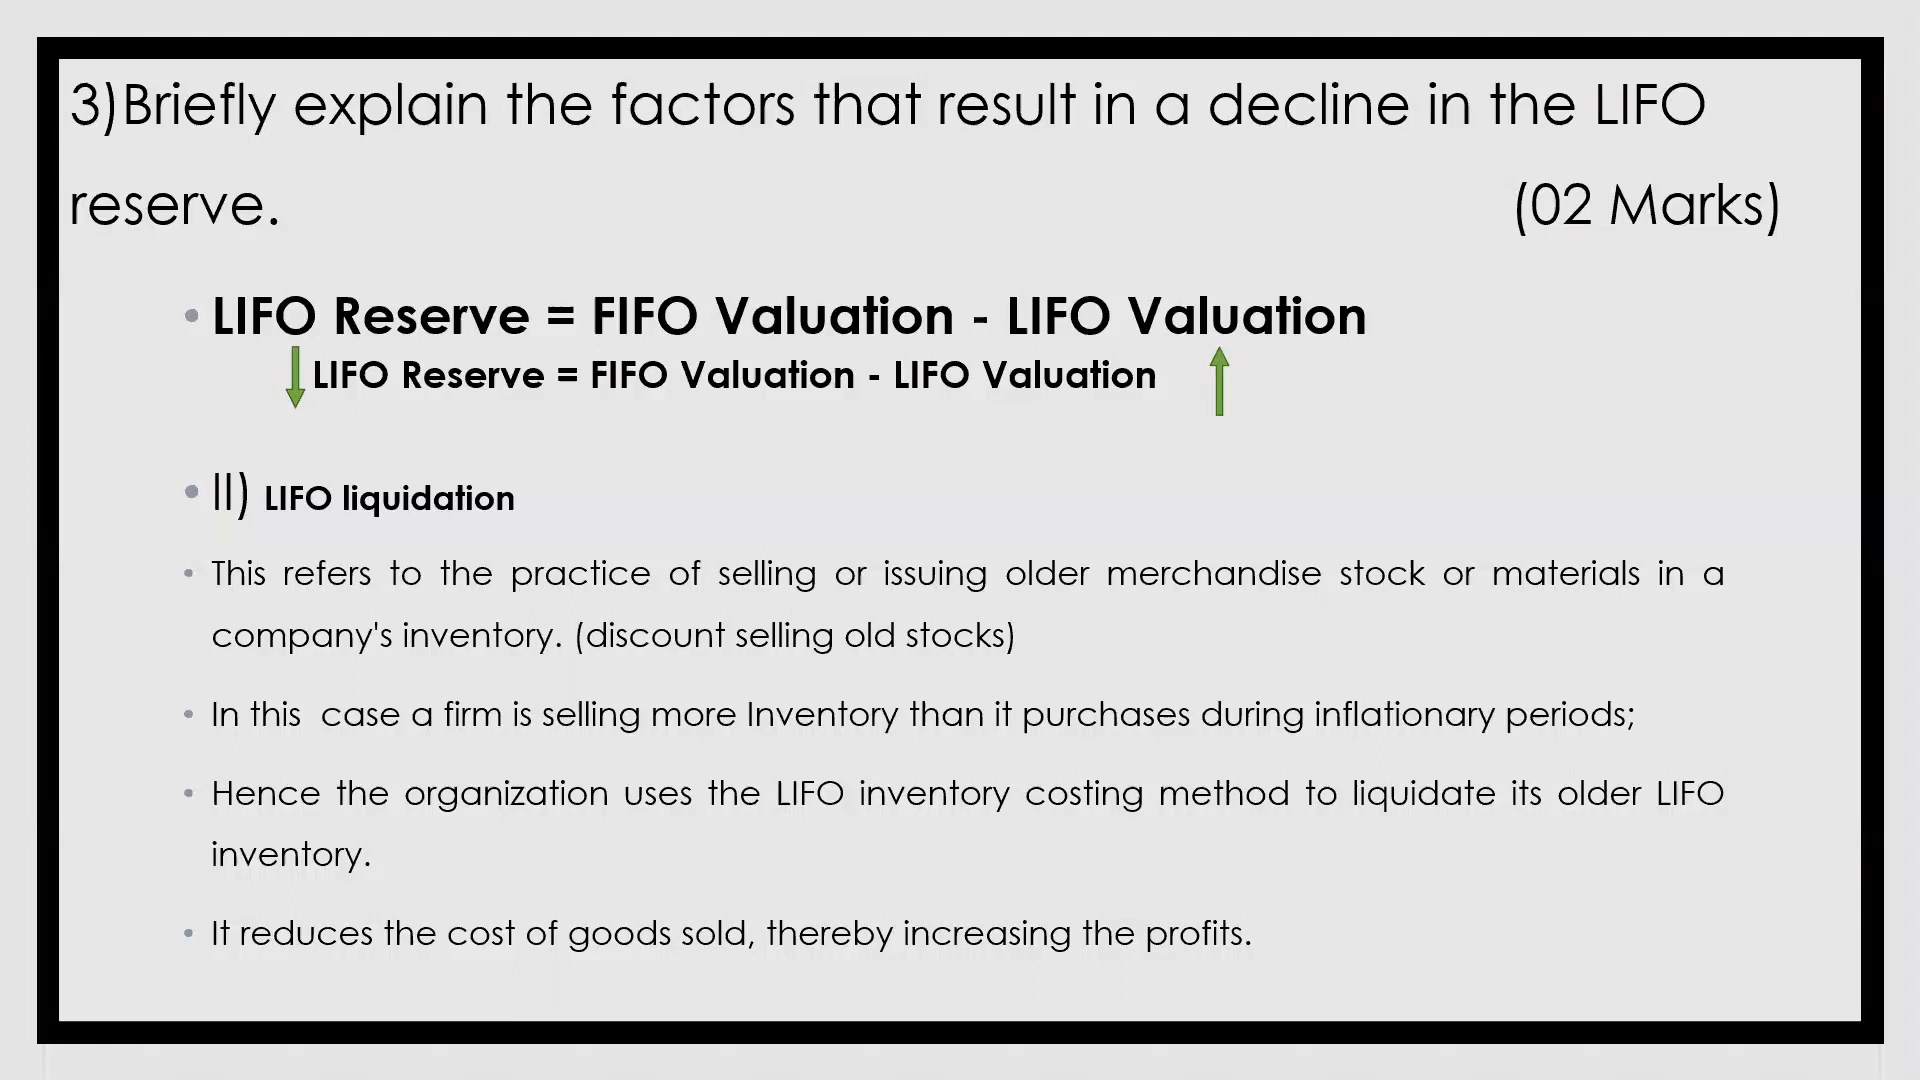 3)Briefly explain the factors that result in a decline in the LIFO
reserve. (02 Marks)
• LIFO Reserve = FIFO Valuation - LIFO Valuation
LIFO Reserve = FIFO Valuation - LIFO Valuation
• II) LIFO liquidation
• This refers to the practice of selling or issuing older merchandise stock or materials in a
company's inventory. (discount selling old stocks)
• In this case a firm is selling more Inventory than it purchases during inflationary periods;
• Hence the organization uses the LIFO inventory costing method to liquidate its older LIFO
inventory.
• It reduces the cost of goods sold, thereby increasing the profits.